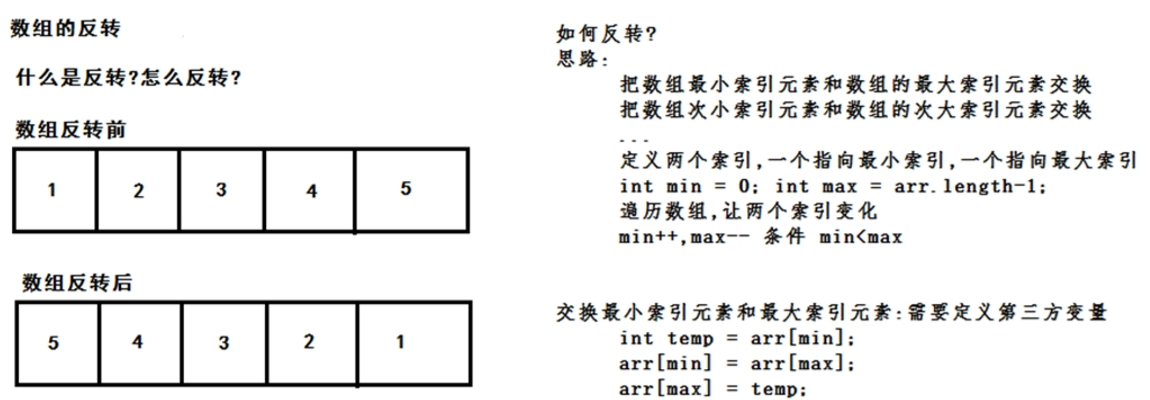 数组的反转
什么是反转?怎么反转?
数组反转前
1 2 3 4 5
数组反转后
5 4 3 2 1
如何反转?
思路:
把数组最小索引元素和数组的最大索引元素交换
把数组次小索引元素和数组的次大索引元素交换
...
定义两个索引,一个指向最小索引,一个指向最大索引
int min = 0; int max = arr.length-1;
遍历数组,让两个索引变化
min++,max-- 条件 min<max
交换最小索引元素和最大索引元素:需要定义第三方变量
int temp = arr[min];
arr[min] = arr[max];
arr[max] = temp;